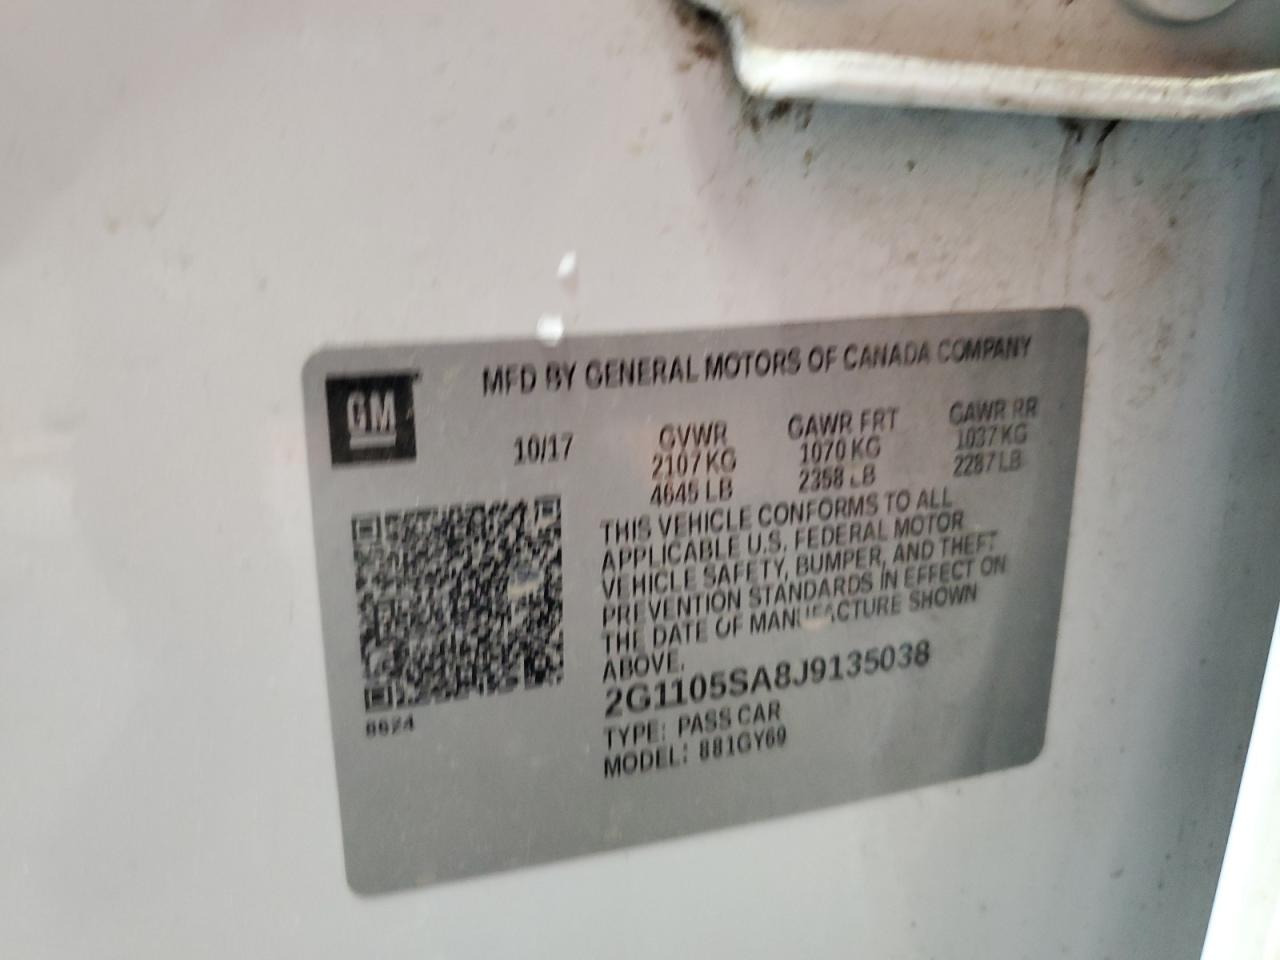 MFD BY GENERAL MOTORS OF CANADA COMPANY
GM
10/17
GVWR GAWR FRT GAWR RR
2107 KG 1070 KG 1037 KG
4645 LB 2358 LB 2287 LB
THIS VEHICLE CONFORMS TO ALL
APPLICABLE U.S. FEDERAL MOTOR
VEHICLE SAFETY, BUMPER, AND THEFT
PREVENTION STANDARDS IN EFFECT ON
THE DATE OF MANUFACTURE SHOWN
ABOVE.
2G1105SA8J9135038
TYPE: PASS CAR
MODEL: 881GY69